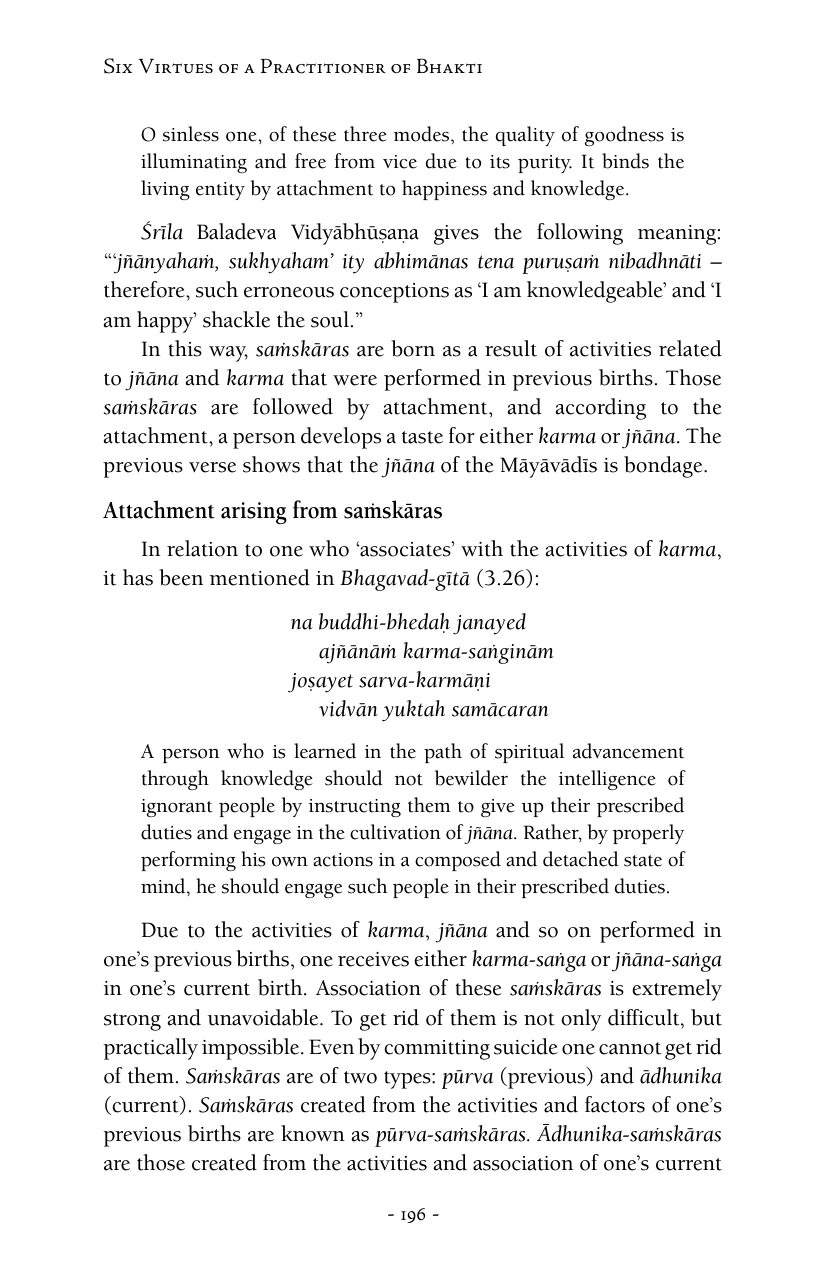 Six Virtues of a Practitioner of Bhakti
O sinless one, of these three modes, the quality of goodness is
illuminating and free from vice due to its purity. It binds the
living entity by attachment to happiness and knowledge.
Śrīla Baladeva Vidyābhūṣaṇa gives the following meaning:
“‘jñānyahaṁ, sukhyaham’ ity abhimānas tena puruṣaṁ nibadhnāti –
therefore, such erroneous conceptions as ‘I am knowledgeable’ and ‘I
am happy’ shackle the soul.”
In this way, saṁskāras are born as a result of activities related
to jñāna and karma that were performed in previous births. Those
saṁskāras are followed by attachment, and according to the
attachment, a person develops a taste for either karma or jñāna. The
previous verse shows that the jñāna of the Māyāvādīs is bondage.
Attachment arising from saṁskāras
In relation to one who ‘associates’ with the activities of karma,
it has been mentioned in Bhagavad-gītā (3.26):
na buddhi-bhedaḥ janayed
ajñānāṁ karma-saṅginām
joṣayet sarva-karmāṇi
vidvān yuktah samācaran
A person who is learned in the path of spiritual advancement
through knowledge should not bewilder the intelligence of
ignorant people by instructing them to give up their prescribed
duties and engage in the cultivation of jñāna. Rather, by properly
performing his own actions in a composed and detached state of
mind, he should engage such people in their prescribed duties.
Due to the activities of karma, jñāna and so on performed in
one’s previous births, one receives either karma-saṅga or jñāna-saṅga
in one’s current birth. Association of these saṁskāras is extremely
strong and unavoidable. To get rid of them is not only difficult, but
practically impossible. Even by committing suicide one cannot get rid
of them. Saṁskāras are of two types: pūrva (previous) and ādhunika
(current). Saṁskāras created from the activities and factors of one’s
previous births are known as pūrva-saṁskāras. Ādhunika-saṁskāras
are those created from the activities and association of one’s current
- 196 -